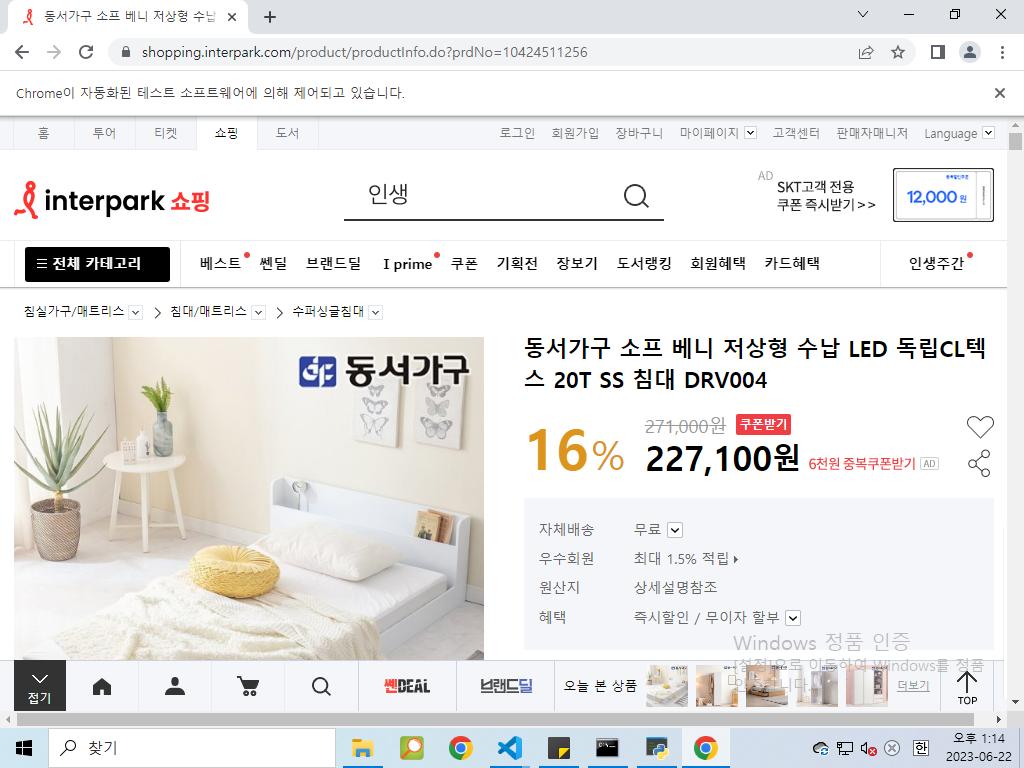 동서가구 소프 베니 저상형 수납
shopping.interpark.com/product/productInfo.do?prdNo=10424511256
Chrome이 자동화된 테스트 소프트웨어에 의해 제어되고 있습니다.
홈 투어 티켓 쇼핑 도서 로그인 회원가입 장바구니 마이페이지 고객센터 판매자매니저 Language
interpark 쇼핑
인생
AD SKT고객 전용
쿠폰 즉시받기>>
12,000 원
전체 카테고리 베스트 쎈딜 브랜드딜 I prime 쿠폰 기획전 장보기 도서랭킹 회원혜택 카드혜택 인생주간
침실가구/매트리스 침대/매트리스 수퍼싱글침대
동서가구
동서가구 소프 베니 저상형 수납 LED 독립CL텍
스 20T SS 침대 DRV004
16%
271,000원 쿠폰받기
227,100원 6천원 중복쿠폰받기 AD
자체배송 무료
우수회원 최대 1.5% 적립
원산지 상세설명참조
혜택 즉시할인 / 무이자 할부
Windows 정품 인증
[설정]으로 이동하여 Windows를 정품
접기
쎈DEAL
브랜드딜
오늘 본 상품
더보기
TOP
찾기
한
오후 1:14
2023-06-22